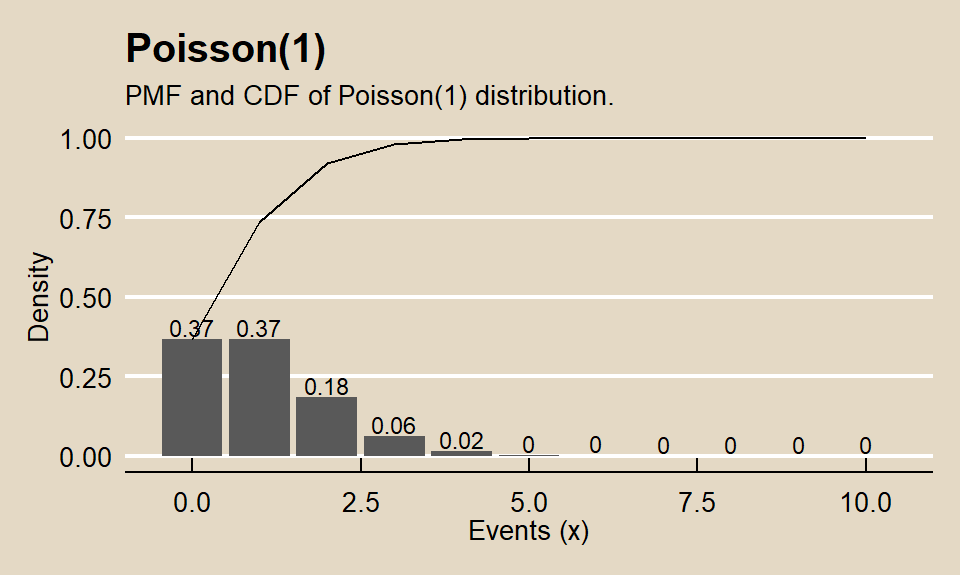 Poisson(1)
PMF and CDF of Poisson(1) distribution.
1.00
0.75
0.50
0.25
0.00
Density
0.37 0.37 0.18 0.06 0.02 0 0 0 0 0 0
0.0 2.5 5.0 7.5 10.0
Events (x)